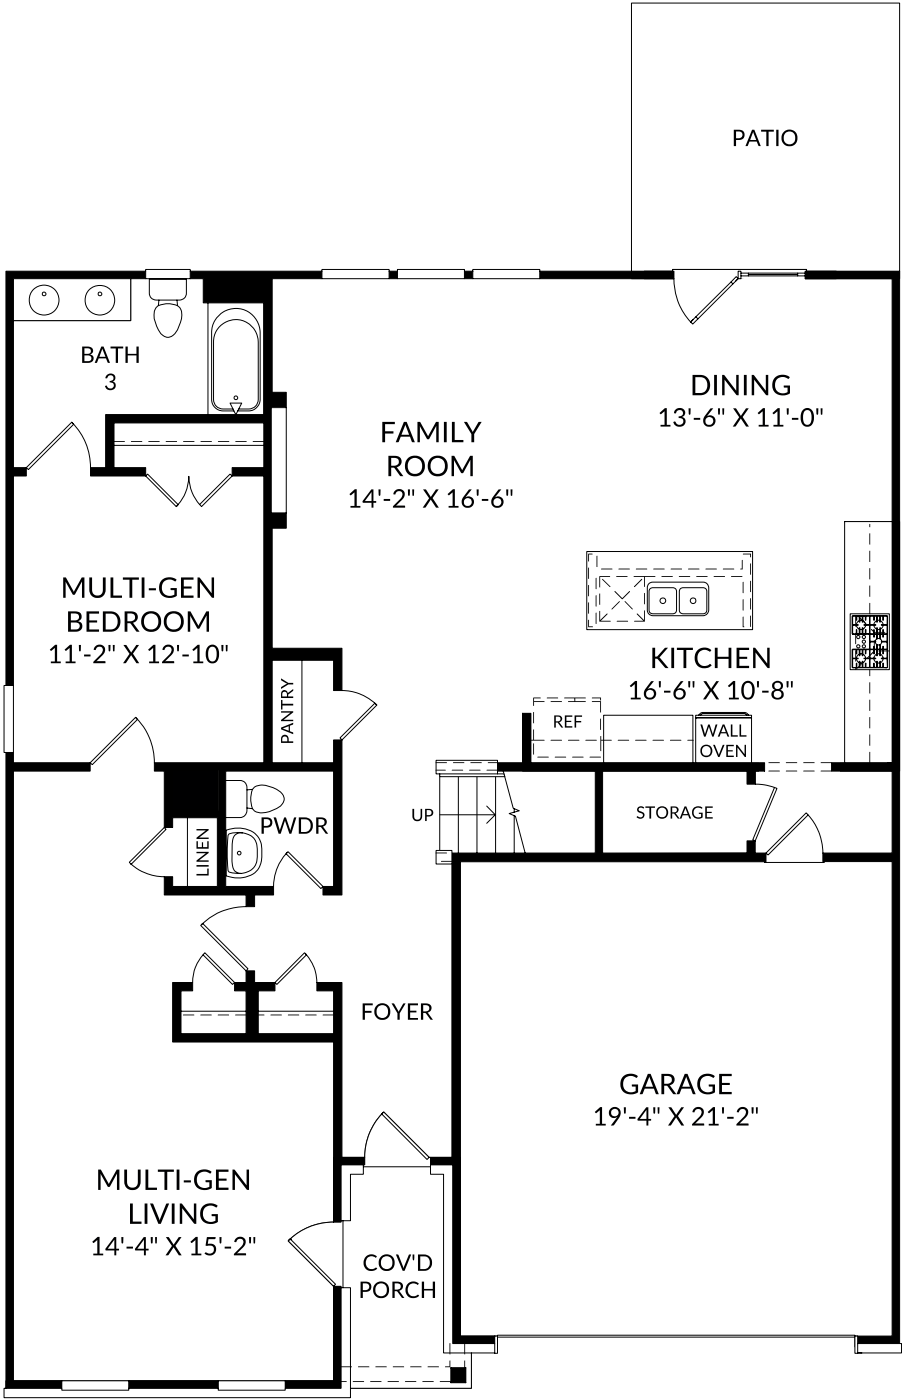 PATIO
BATH
3
DINING
13'-6" X 11'-0"
FAMILY
ROOM
14'-2" X 16'-6"
MULTI-GEN
BEDROOM
11'-2" X 12'-10"
KITCHEN
16'-6" X 10'-8"
PANTRY
REF
WALL
OVEN
UP
STORAGE
PWDR
LINEN
FOYER
GARAGE
19'-4" X 21'-2"
MULTI-GEN
LIVING
14'-4" X 15'-2"
COV'D
PORCH